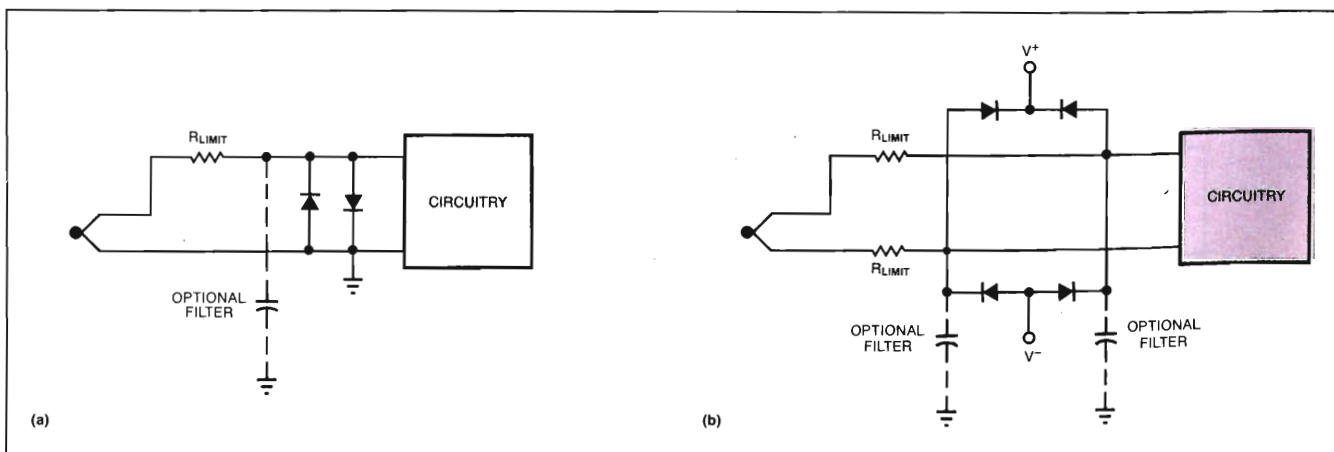 RLIMIT
CIRCUITRY
OPTIONAL
FILTER
(a)
V+
RLIMIT
CIRCUITRY
RLIMIT
OPTIONAL
FILTER
V−
OPTIONAL
FILTER
(b)